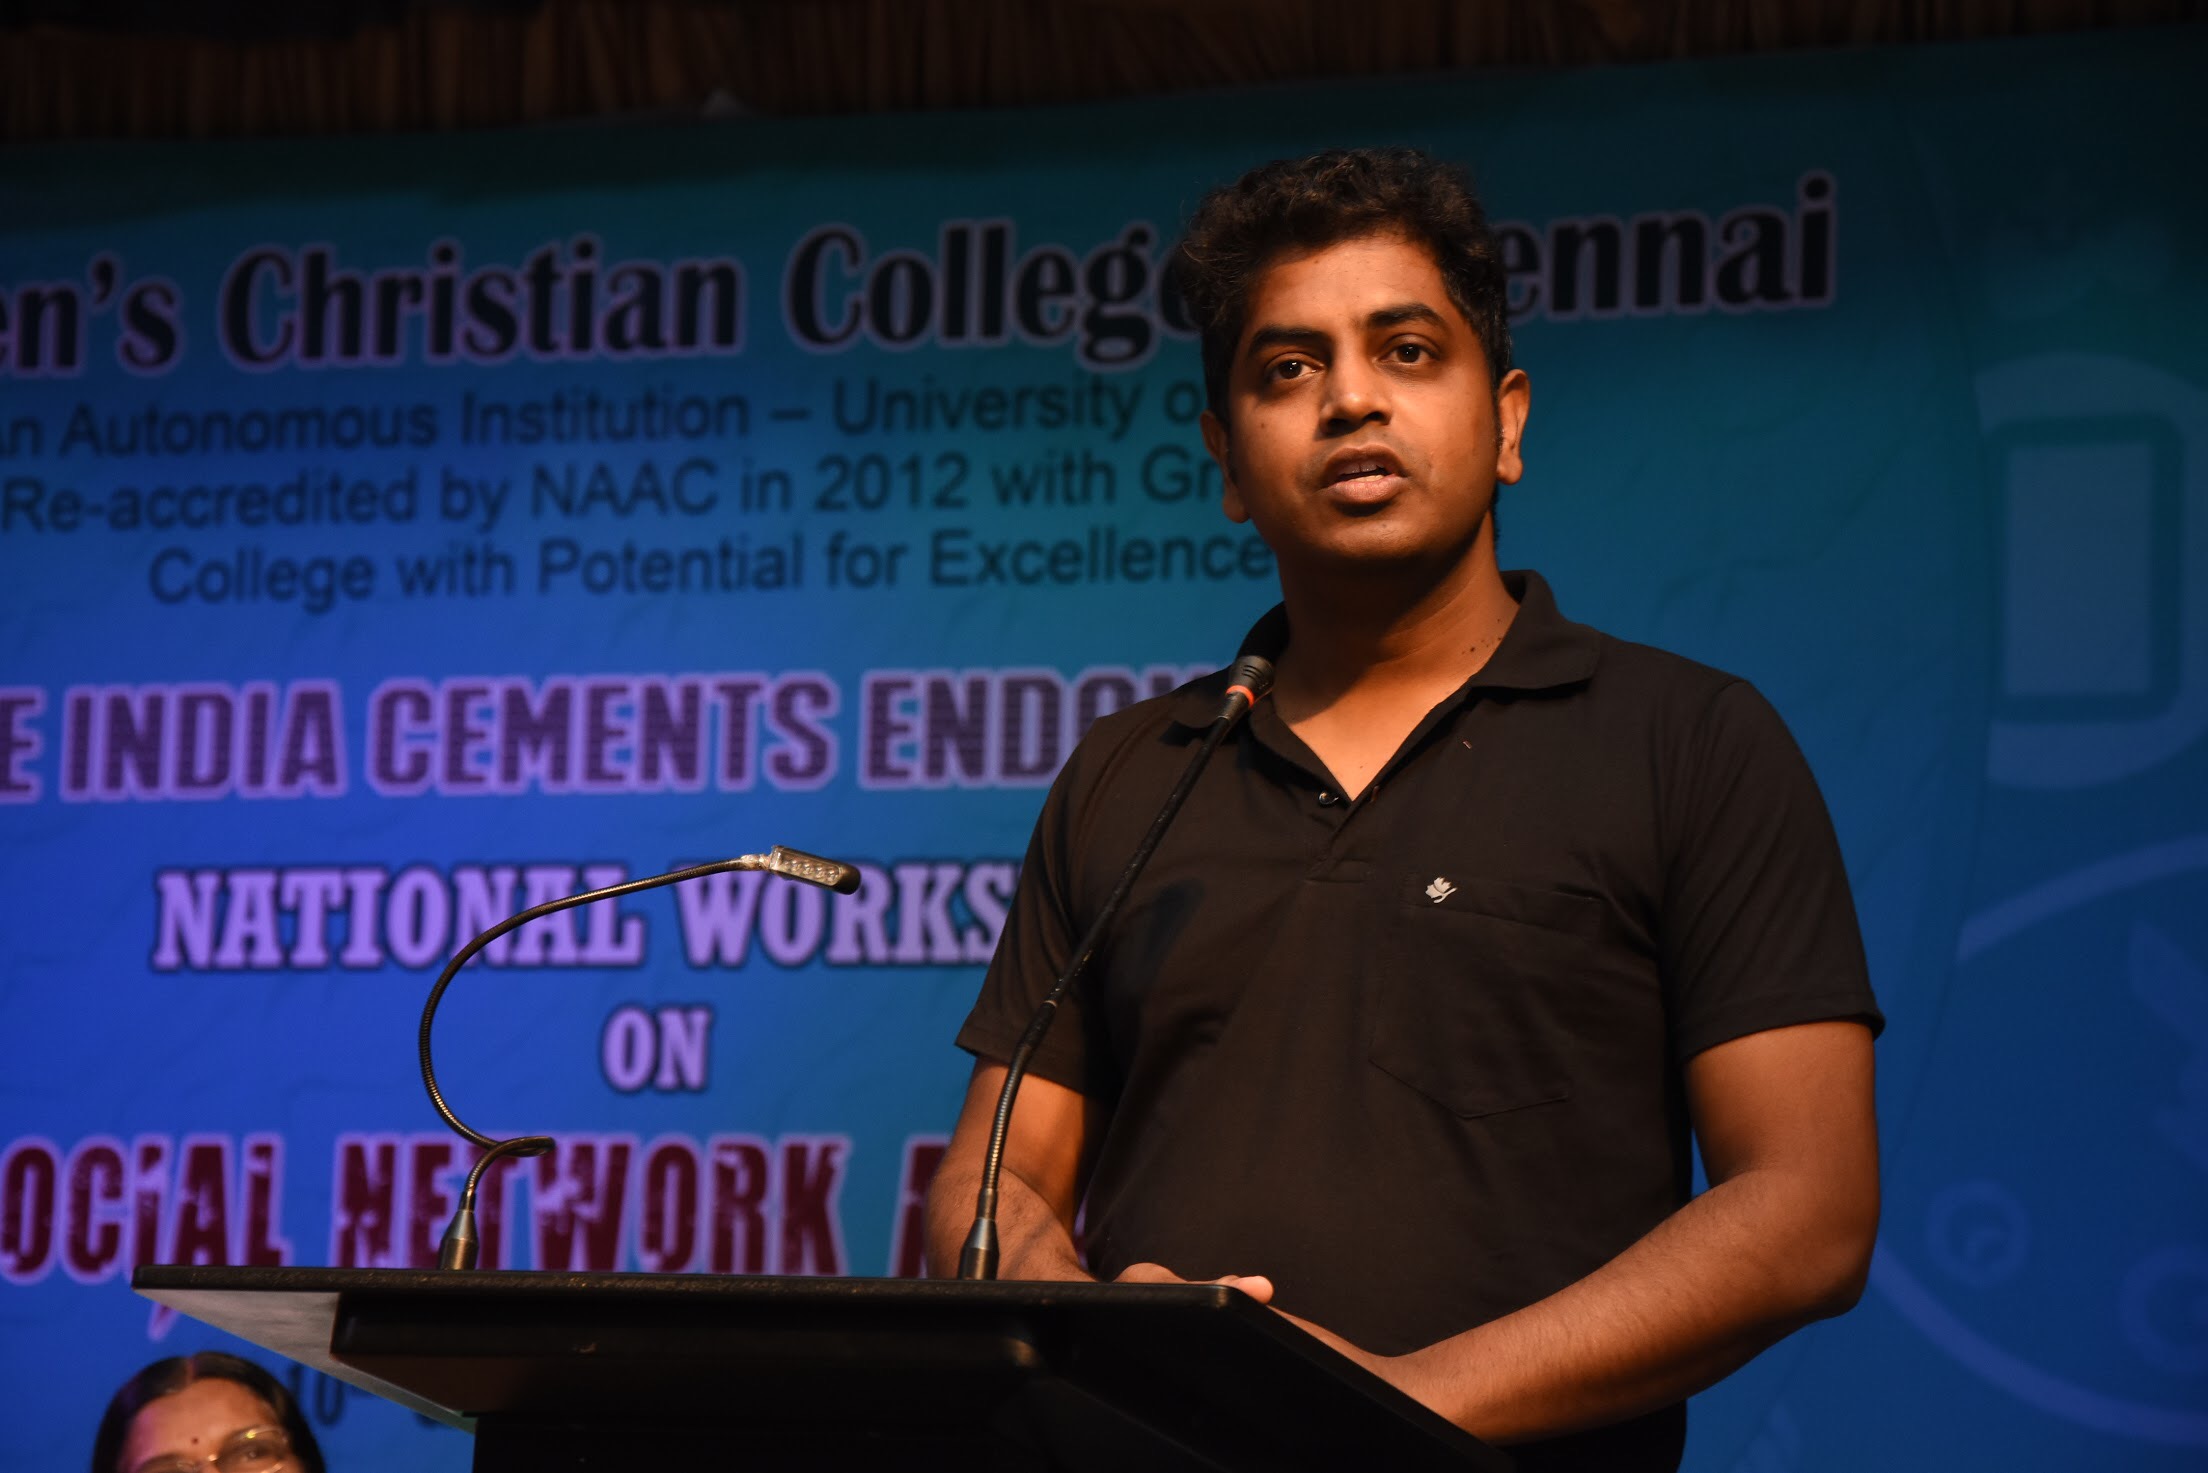 en's Christian College ennai
An Autonomous Institution – University o
Re-accredited by NAAC in 2012 with Gr
College with Potential for Excellence
E INDIA CEMENTS ENDOW
NATIONAL WORKS
ON
OCIAL NETWORK A